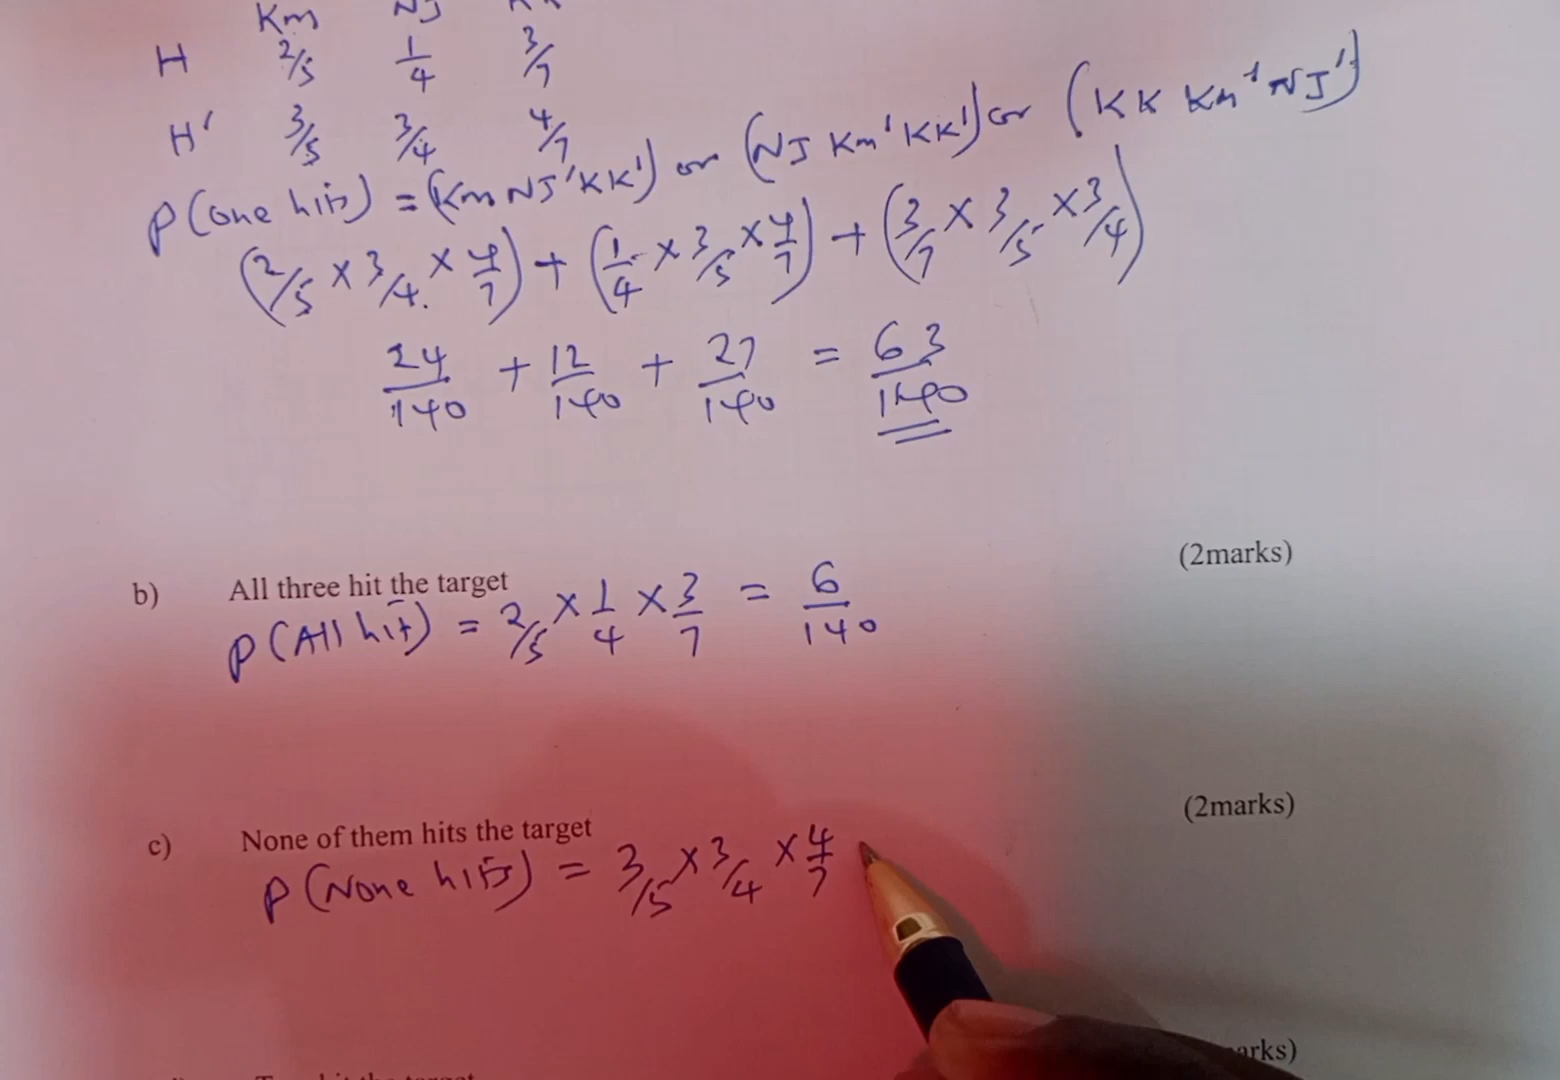 Km NJ
H 2/5 1/4 3/7
H' 3/5 3/4 4/7
P(one hits) = (Km NJ' KK') or (NJ Km' KK') or (KK Km' NJ')
(2/5 × 3/4 × 4/7) + (1/4 × 3/5 × 4/7) + (3/7 × 3/5 × 3/4)
24/140 + 12/140 + 27/140 = 63/140
(2marks)
b) All three hit the target
P(All hit) = 2/5 × 1/4 × 3/7 = 6/140
(2marks)
c) None of them hits the target
P(None hits) = 3/5 × 3/4 × 4/7
arks)